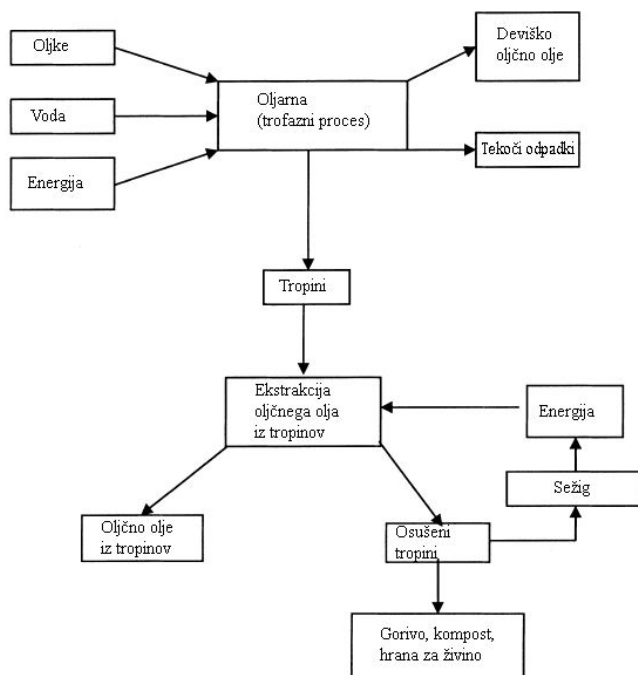 Oljke
Deviško
oljčno olje
Oljarna
(trofazni proces)
Voda
Tekoči odpadki
Energija
Tropini
Ekstrakcija
oljčnega olja
iz tropinov
Energija
Sežig
Oljčno olje
iz tropinov
Osušeni
tropini
Gorivo, kompost,
hrana za živino